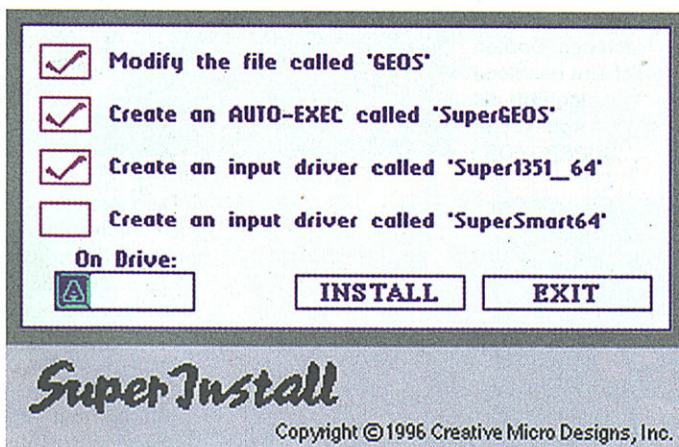 Modify the file called 'GEOS'
Create an AUTO-EXEC called 'SuperGEOS'
Create an input driver called 'Super1351_64'
Create an input driver called 'SuperSmart64'
On Drive:
A
INSTALL EXIT
SuperInstall
Copyright ©1996 Creative Micro Designs, Inc.